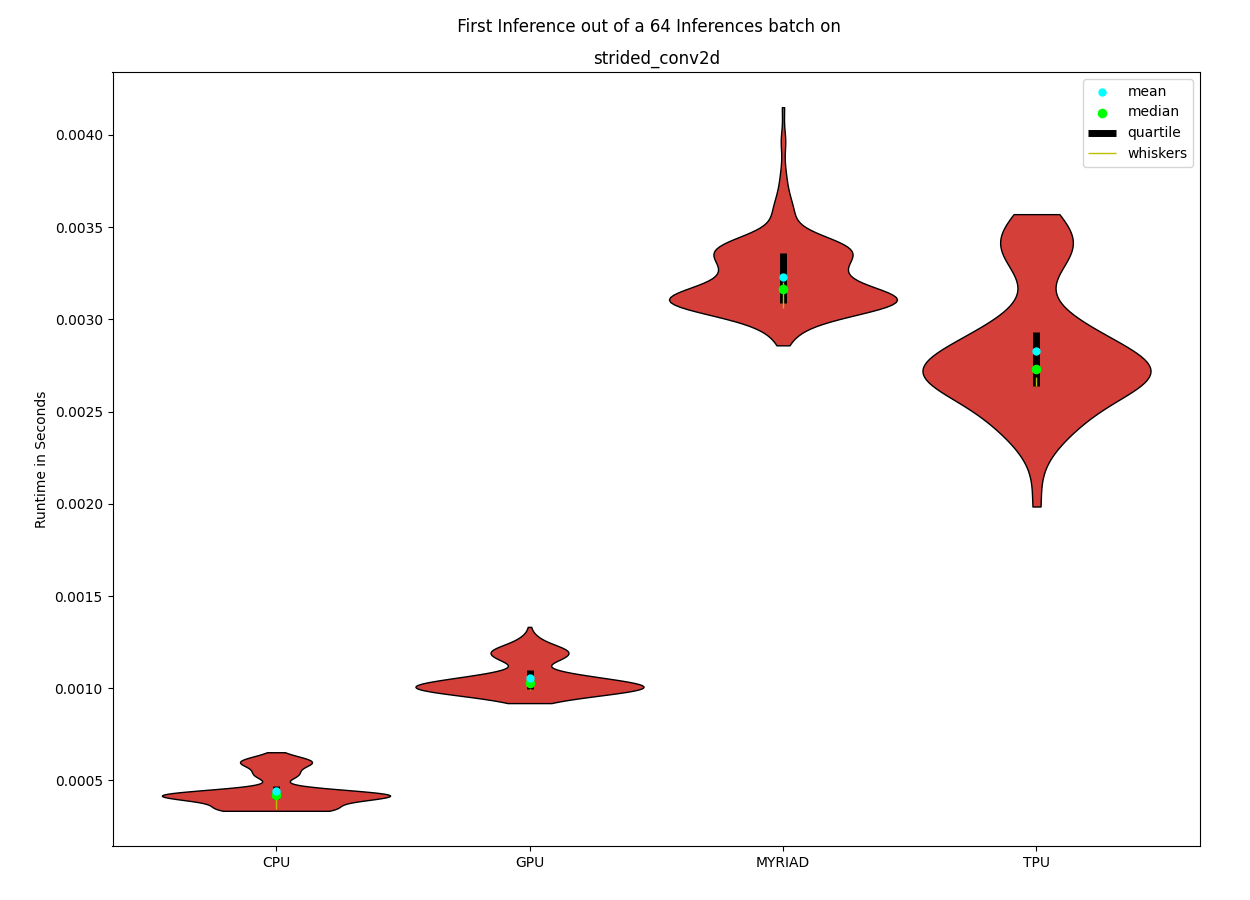 First Inference out of a 64 Inferences batch on
strided_conv2d
mean
median
quartile
whiskers
Runtime in Seconds
0.0040
0.0035
0.0030
0.0025
0.0020
0.0015
0.0010
0.0005
CPU GPU MYRIAD TPU